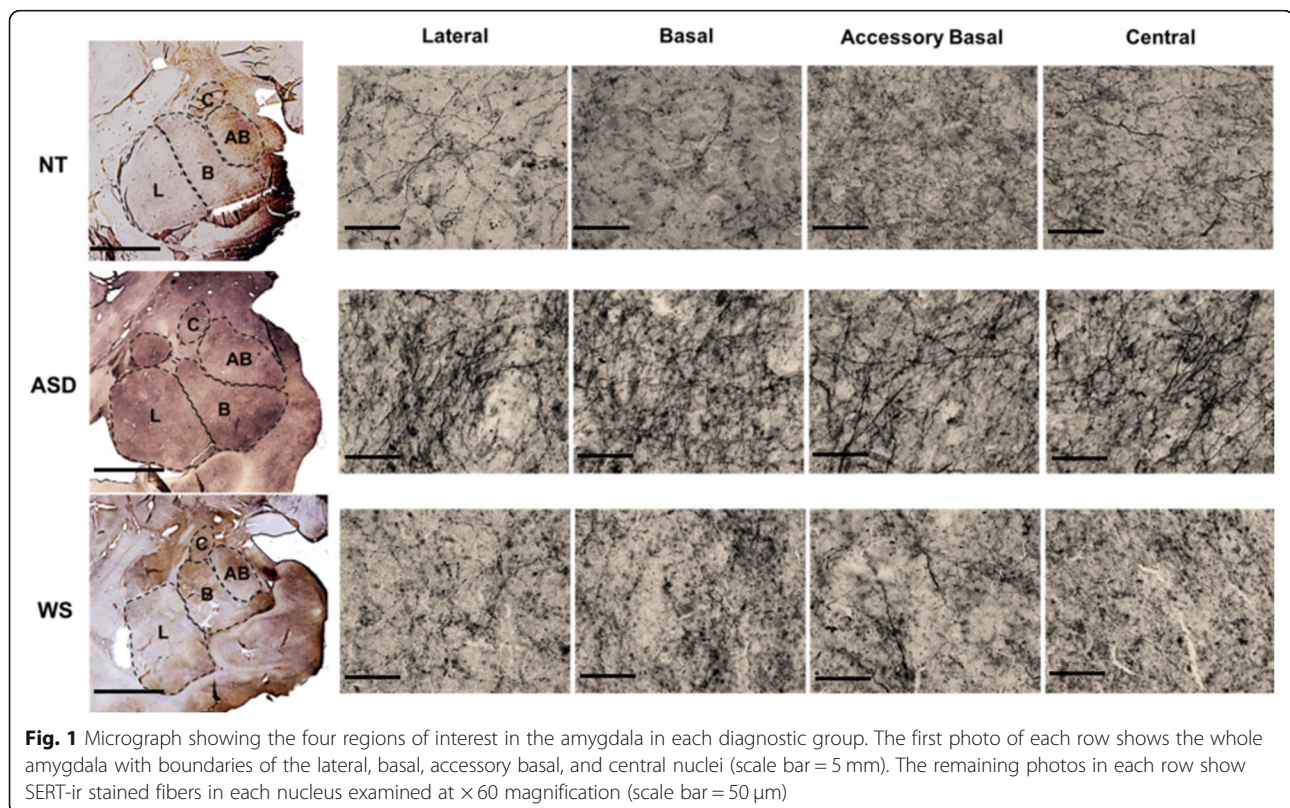 Lateral Basal Accessory Basal Central
NT
C
AB
B
L
ASD
C
AB
L
B
WS
C
AB
B
L
Fig. 1 Micrograph showing the four regions of interest in the amygdala in each diagnostic group. The first photo of each row shows the whole
amygdala with boundaries of the lateral, basal, accessory basal, and central nuclei (scale bar = 5 mm). The remaining photos in each row show
SERT-ir stained fibers in each nucleus examined at × 60 magnification (scale bar = 50 μm)